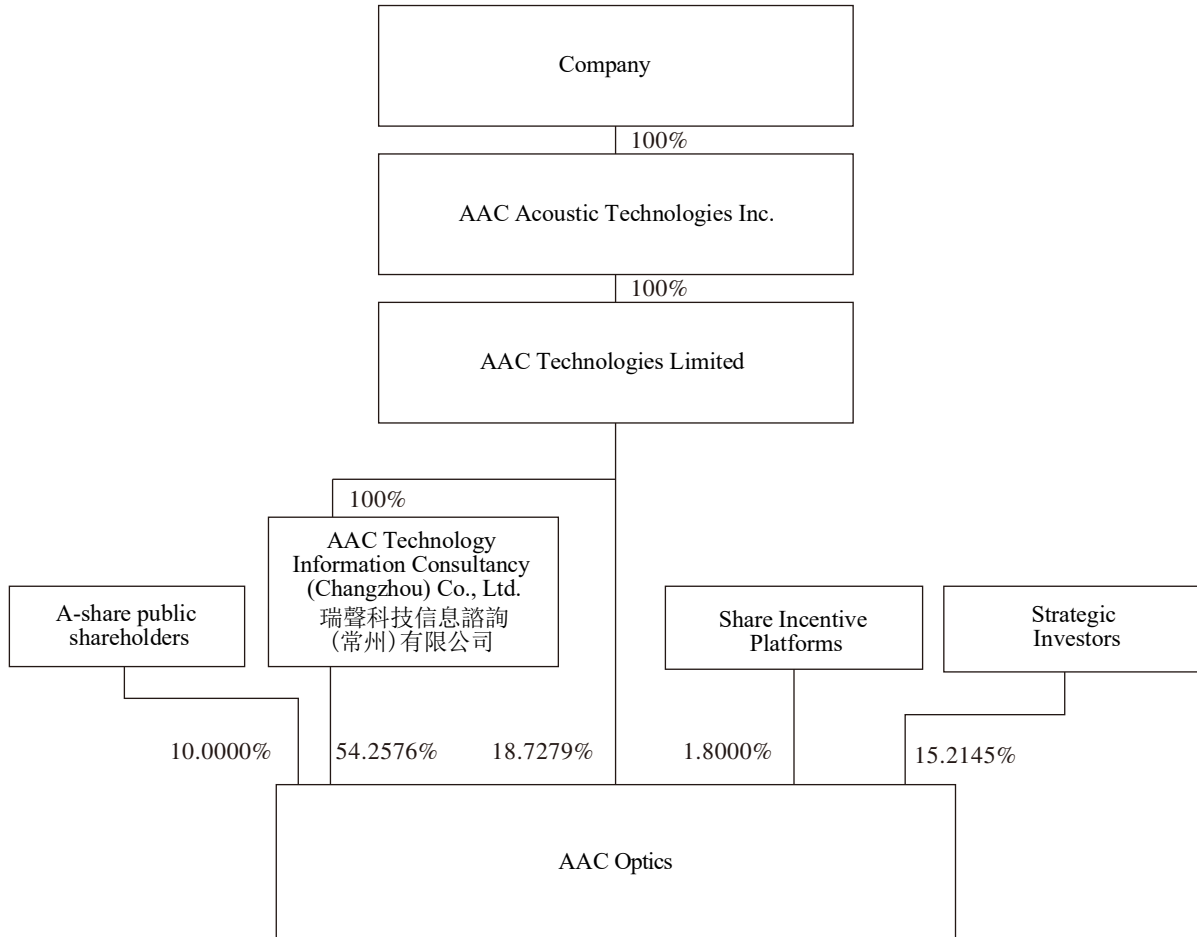 Company
100%
AAC Acoustic Technologies Inc.
100%
AAC Technologies Limited
100%
AAC Technology
Information Consultancy
(Changzhou) Co., Ltd.
瑞聲科技信息諮詢
(常州)有限公司
A-share public
shareholders
Share Incentive
Platforms
Strategic
Investors
10.0000%
54.2576%
18.7279%
1.8000%
15.2145%
AAC Optics